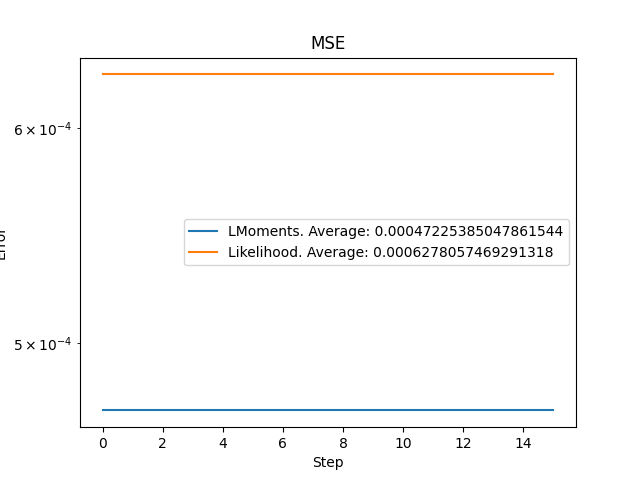 MSE
6 × 10⁻⁴
Error
LMoments. Average: 0.00047225385047861544
Likelihood. Average: 0.0006278057469291318
5 × 10⁻⁴
0 2 4 6 8 10 12 14
Step